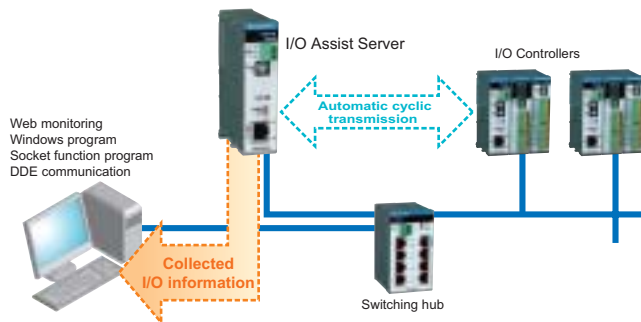 I/O Assist Server
I/O Controllers
Automatic cyclic
transmission
Web monitoring
Windows program
Socket function program
DDE communication
Collected
I/O information
Switching hub